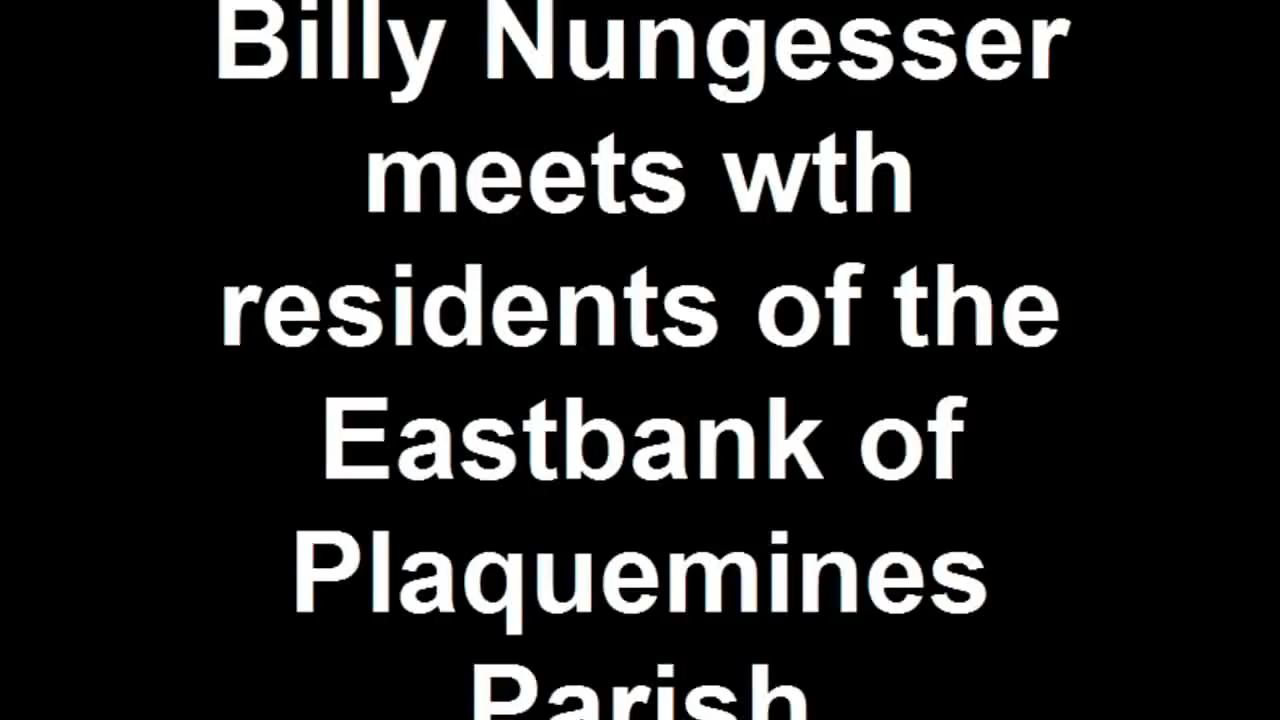 Billy Nungesser
meets wth
residents of the
Eastbank of
Plaquemines
Parish